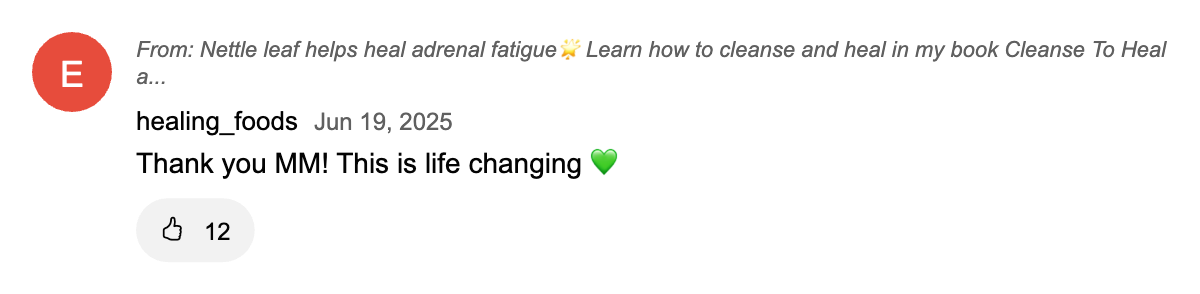 E
From: Nettle leaf helps heal adrenal fatigue🌟 Learn how to cleanse and heal in my book Cleanse To Heal
a...
healing_foods Jun 19, 2025
Thank you MM! This is life changing 💚
12